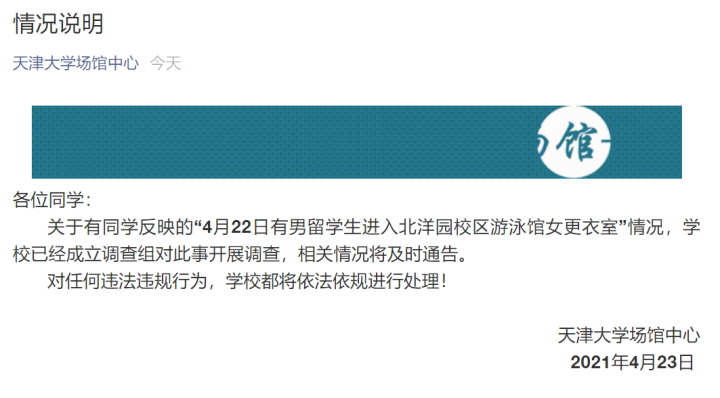 情况说明
天津大学场馆中心 今天
馆
各位同学：
关于有同学反映的“4月22日有男留学生进入北洋园校区游泳馆女更衣室”情况，学
校已经成立调查组对此事开展调查，相关情况将及时通告。
对任何违法违规行为，学校都将依法依规进行处理！
天津大学场馆中心
2021年4月23日